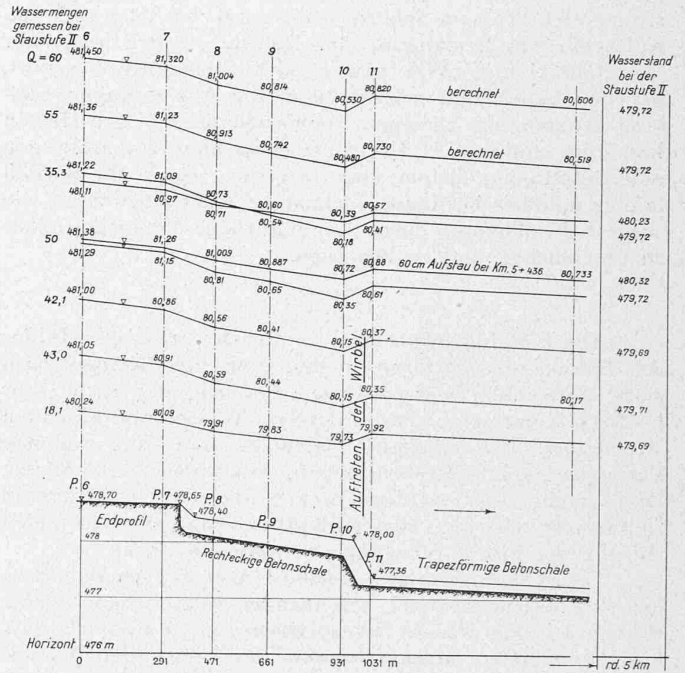 Wassermengen
gemessen bei
Staustufe II
Wasserstand
bei der
Staustufe II
6 7 8 9 10 11
Q = 60 481,450 81,320 81,004 80,814 80,530 80,820 berechnet 80,606 479,72
55 481,36 81,23 80,913 80,742 80,480 80,730 berechnet 80,519 479,72
35,3 481,22 81,09 80,73 80,60 80,39 80,57 480,23
481,11 80,97 80,71 80,54 80,18 80,41 479,72
50 481,38 81,26 81,009 80,887 80,72 80,88 60 cm Aufstau bei Km. 5 + 436 80,733 480,32
481,29 81,15 80,81 80,65 80,35 80,61 479,72
42,1 481,00 80,86 80,56 80,41 80,15 80,37 479,69
43,0 481,05 80,91 80,59 80,44 80,15 80,35 80,17 479,71
18,1 480,24 80,09 79,91 79,83 79,73 79,92 479,69
Auftreten der Wirbel
P. 6 478,70 P. 7 478,65 P. 8 478,40 P. 9 P. 10 478,00 P. 11 477,36
Erdprofil
Rechteckige Betonschale
Trapezförmige Betonschale
478
477
Horizont 476 m
0 201 471 661 931 1031 m rd. 5 km